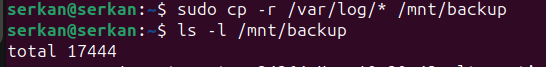 serkan@serkan:~$ sudo cp -r /var/log/* /mnt/backup
serkan@serkan:~$ ls -l /mnt/backup
total 17444